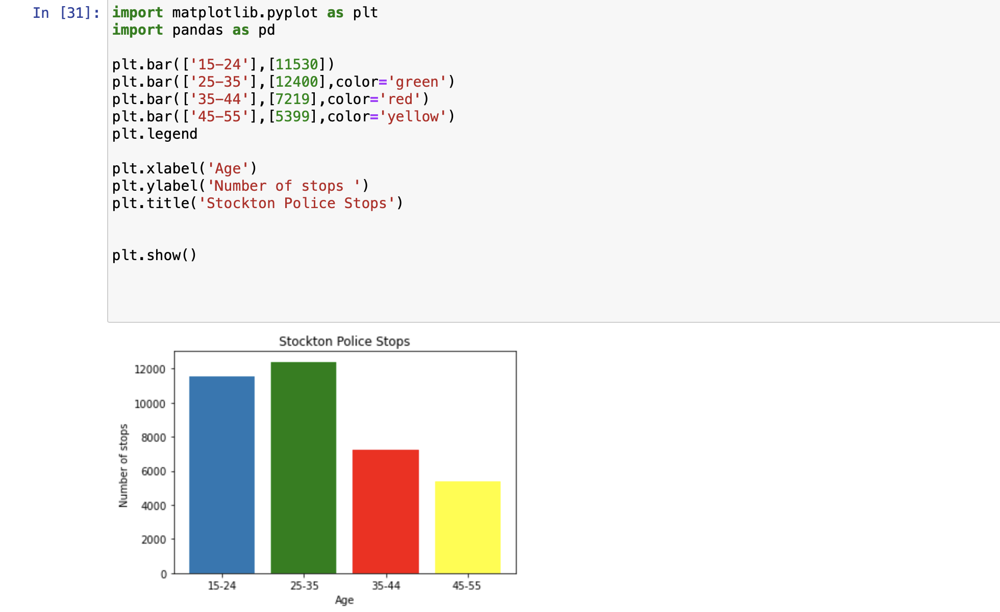 In [31]:
import matplotlib.pyplot as plt
import pandas as pd
plt.bar(['15-24'],[11530])
plt.bar(['25-35'],[12400],color='green')
plt.bar(['35-44'],[7219],color='red')
plt.bar(['45-55'],[5399],color='yellow')
plt.legend
plt.xlabel('Age')
plt.ylabel('Number of stops ')
plt.title('Stockton Police Stops')
plt.show()
Stockton Police Stops
12000
10000
8000
6000
4000
2000
0
Number of stops
15-24
25-35
35-44
45-55
Age